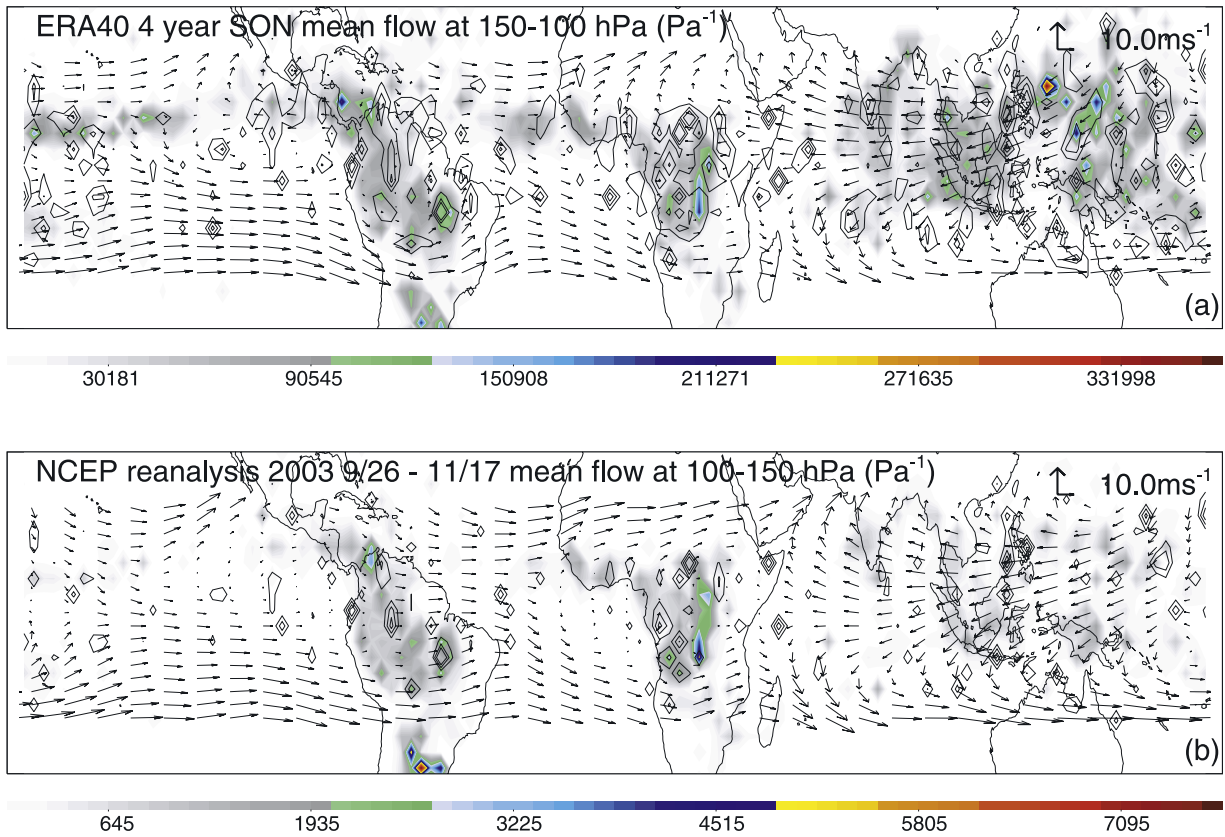 ERA40 4 year SON mean flow at 150-100 hPa (Pa⁻¹)
10.0ms⁻¹
(a)
30181 90545 150908 211271 271635 331998
NCEP reanalysis 2003 9/26 - 11/17 mean flow at 100-150 hPa (Pa⁻¹)
10.0ms⁻¹
(b)
645 1935 3225 4515 5805 7095